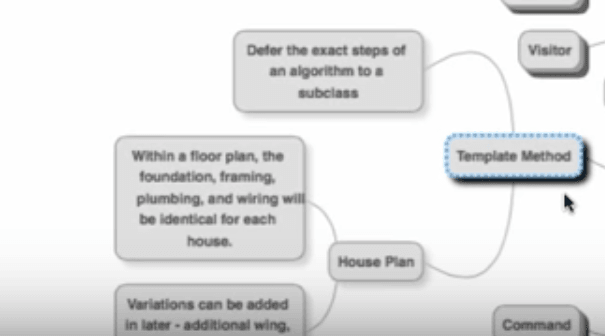 Defer the exact steps of
an algorithm to a
subclass
Visitor
Template Method
Within a floor plan, the
foundation, framing,
plumbing, and wiring will
be identical for each
house.
House Plan
Variations can be added
in later - additional wing,
Command